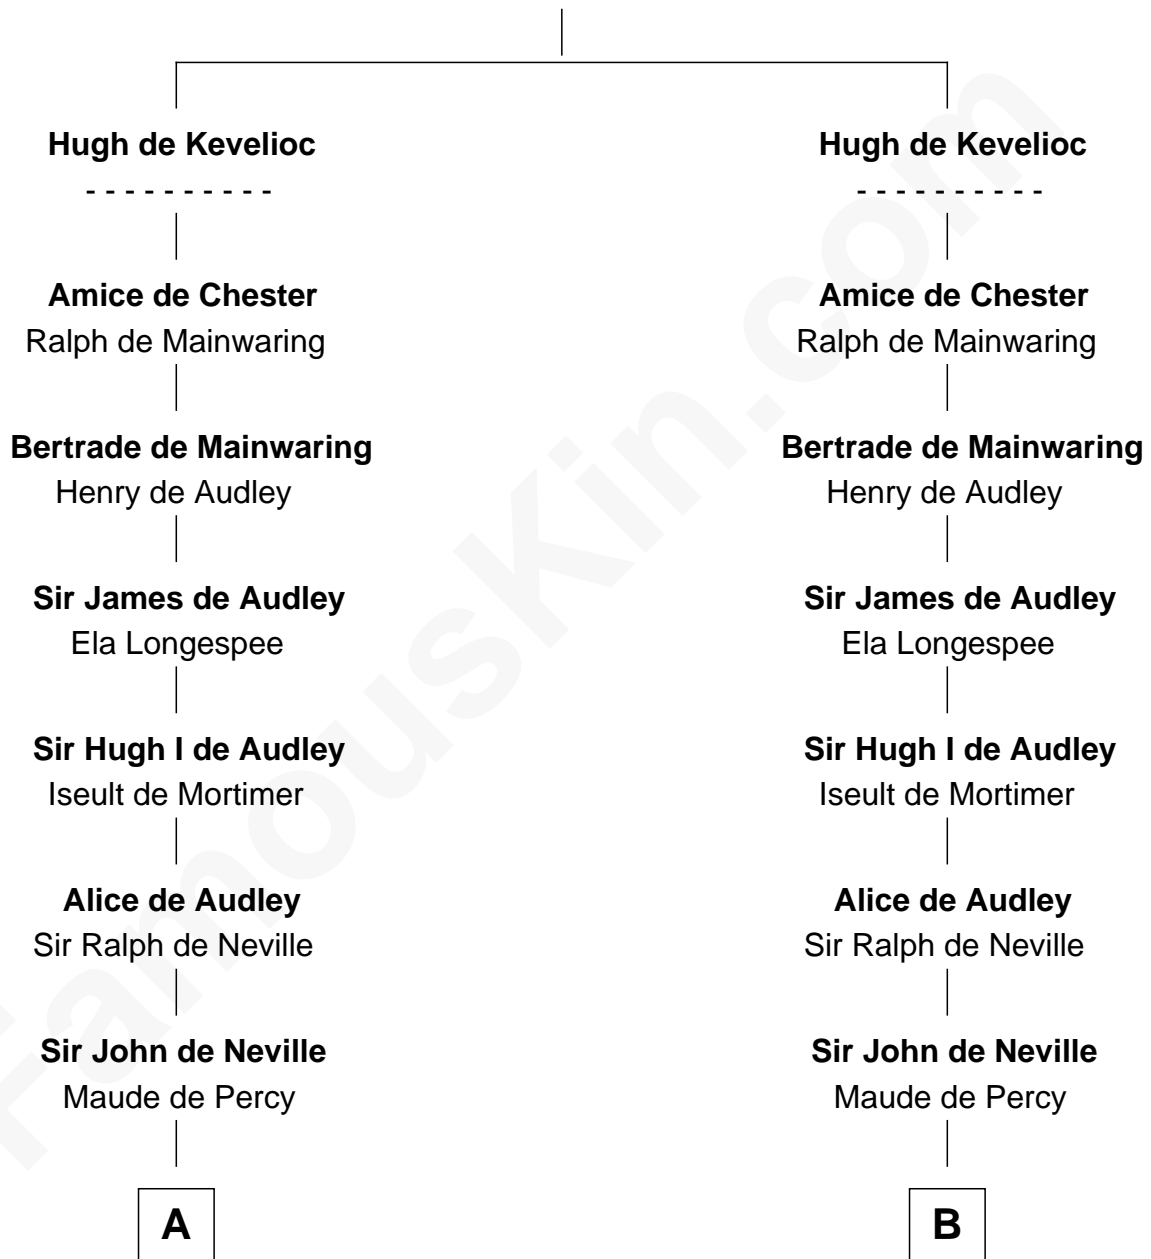 Hugh de Kevelioc Hugh de Kevelioc
- - - - - - - - - - - - - - - - - - - -
Amice de Chester Amice de Chester
Ralph de Mainwaring Ralph de Mainwaring
Bertrade de Mainwaring Bertrade de Mainwaring
Henry de Audley Henry de Audley
Sir James de Audley Sir James de Audley
Ela Longespee Ela Longespee
Sir Hugh I de Audley Sir Hugh I de Audley
Iseult de Mortimer Iseult de Mortimer
Alice de Audley Alice de Audley
Sir Ralph de Neville Sir Ralph de Neville
Sir John de Neville Sir John de Neville
Maude de Percy Maude de Percy
A B
FamousKin.com